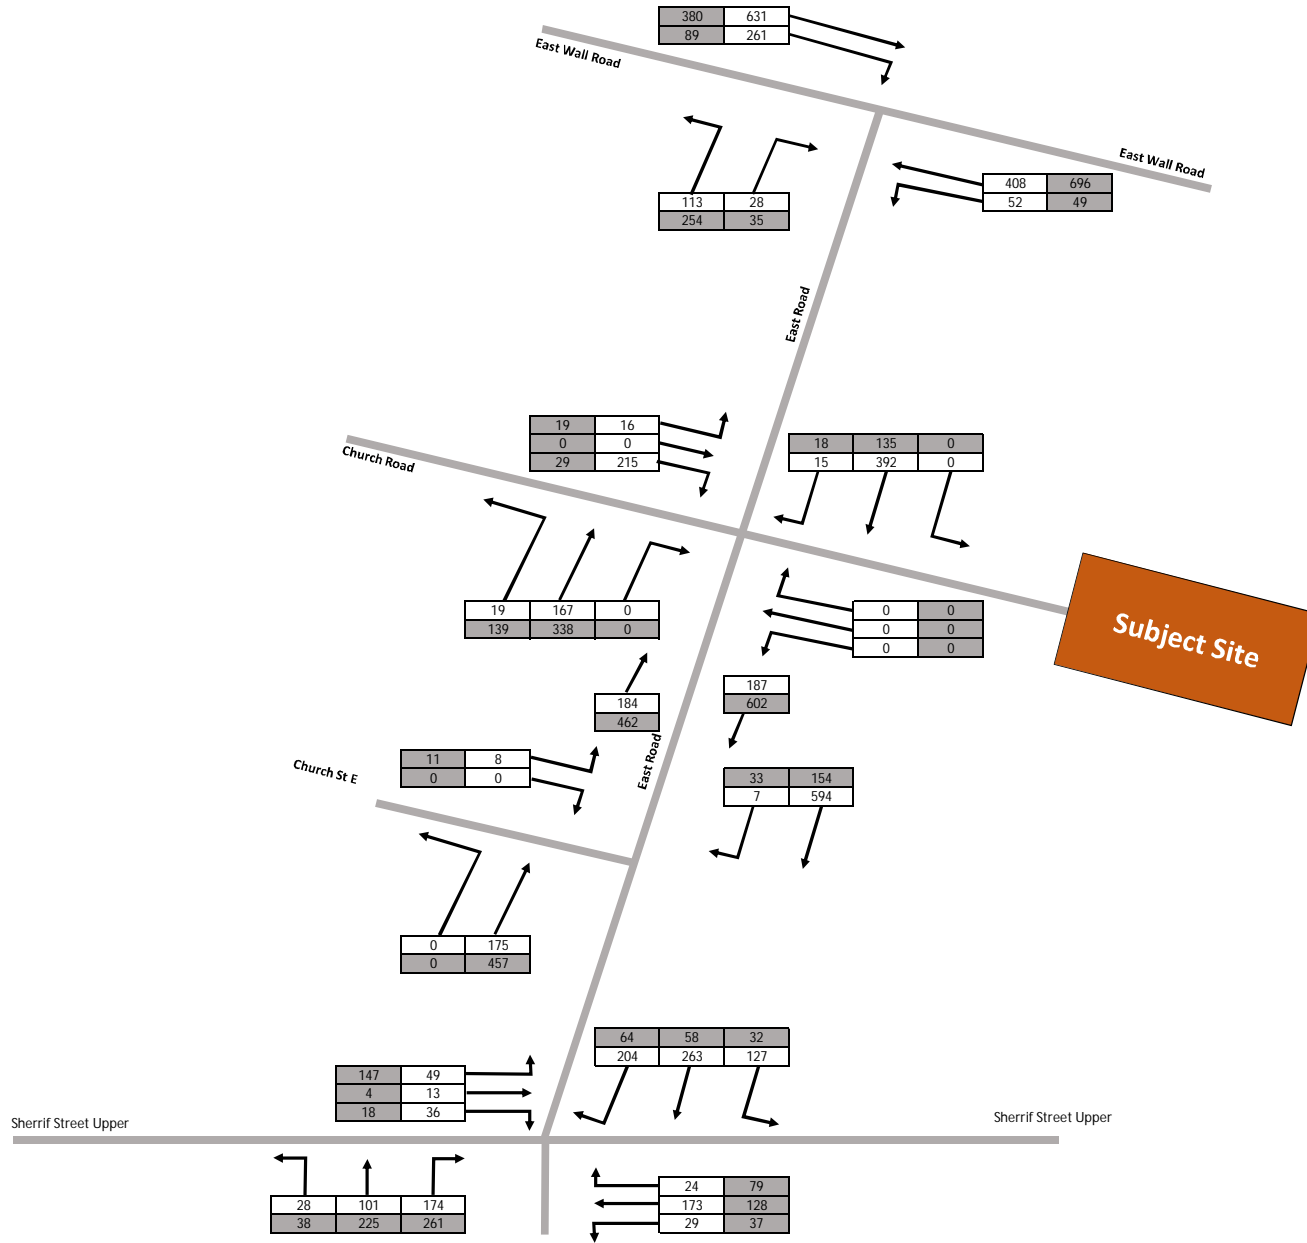 380 631
89 261
East Wall Road
East Wall Road
408 696
52 49
113 28
254 35
East Road
19 16
0 0
29 215
18 135 0
15 392 0
Church Road
19 167 0
139 338 0
0 0
0 0
0 0
Subject Site
187
602
184
462
East Road
11 8
0 0
Church St E
33 154
7 594
0 175
0 457
64 58 32
204 263 127
147 49
4 13
18 36
Sherrif Street Upper
Sherrif Street Upper
24 79
173 128
29 37
28 101 174
38 225 261